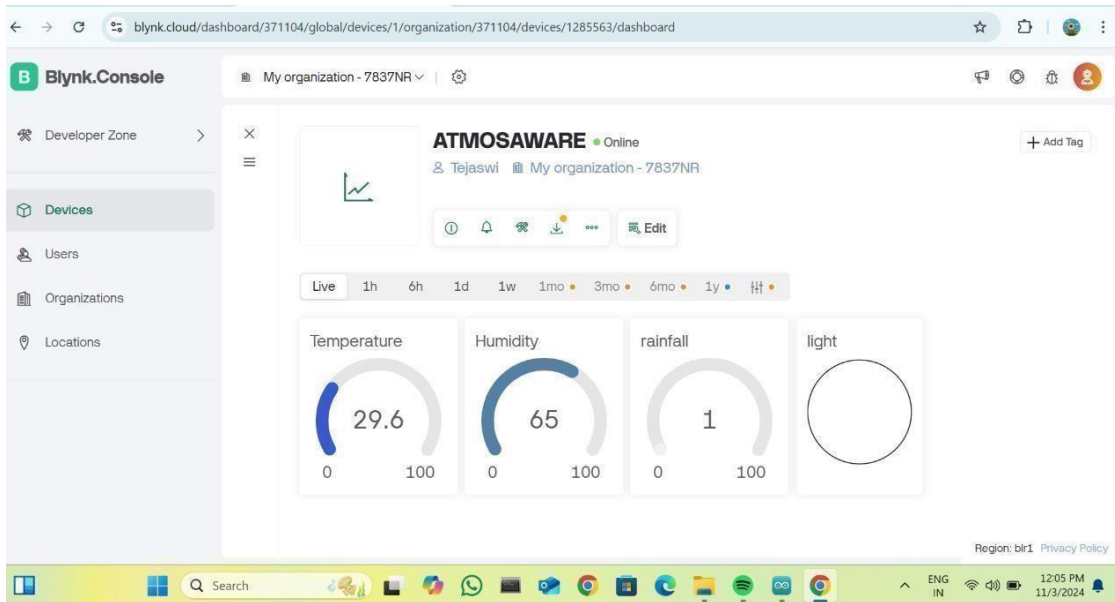 blynk.cloud/dashboard/371104/global/devices/1/organization/371104/devices/1285563/dashboard
B Blynk.Console
My organization - 7837NR
Developer Zone
Devices
Users
Organizations
Locations
ATMOSAWARE Online
Tejaswi My organization - 7837NR
Add Tag
Edit
Live 1h 6h 1d 1w 1mo 3mo 6mo 1y
Temperature
29.6
0 100
Humidity
65
0 100
rainfall
1
0 100
light
Region: blr1 Privacy Policy
Search
ENG
IN
12:05 PM
11/3/2024